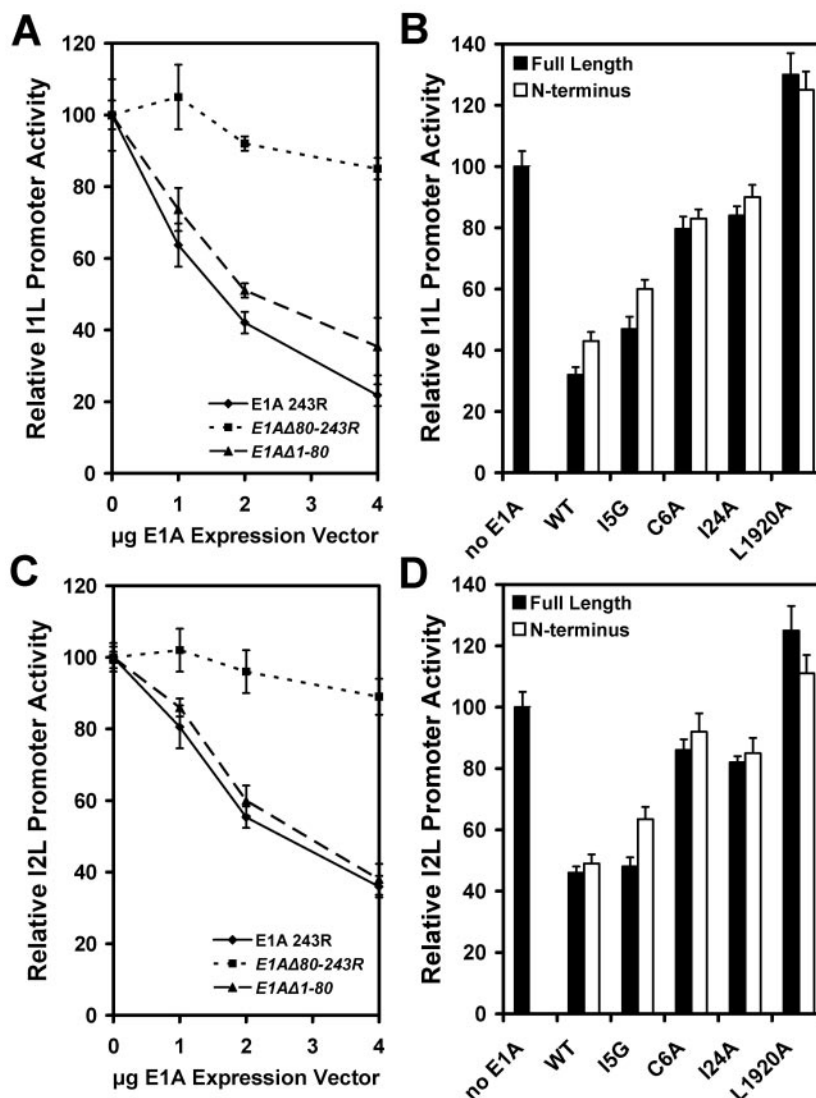 A
Relative I1L Promoter Activity
120
100
80
60
40
20
0
E1A 243R
E1AΔ80-243R
E1AΔ1-80
0 1 2 3 4
µg E1A Expression Vector
B
Relative I1L Promoter Activity
140
120
100
80
60
40
20
0
Full Length
N-terminus
no E1A WT I5G C6A I24A L1920A
C
Relative I2L Promoter Activity
120
100
80
60
40
20
0
E1A 243R
E1AΔ80-243R
E1AΔ1-80
0 1 2 3 4
µg E1A Expression Vector
D
Relative I2L Promoter Activity
140
120
100
80
60
40
20
0
Full Length
N-terminus
no E1A WT I5G C6A I24A L1920A